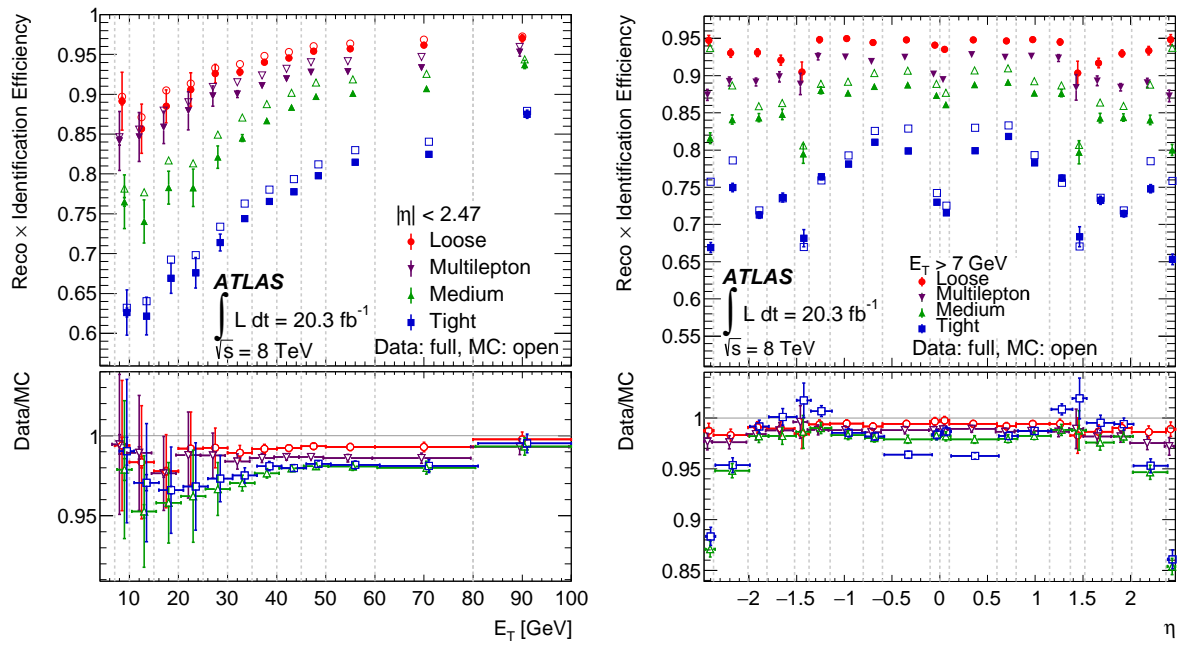 Reco × Identification Efficiency
1
0.95
0.9
0.85
0.8
0.75
0.7
0.65
0.6
|η| < 2.47
Loose
Multilepton
Medium
Tight
ATLAS
∫ L dt = 20.3 fb⁻¹
√s = 8 TeV
Data: full, MC: open
Data/MC
1
0.95
10 20 30 40 50 60 70 80 90 100
E_T [GeV]
Reco × Identification Efficiency
0.95
0.9
0.85
0.8
0.75
0.7
0.65
0.6
0.55
E_T > 7 GeV
Loose
Multilepton
Medium
Tight
ATLAS
∫ L dt = 20.3 fb⁻¹
√s = 8 TeV
Data: full, MC: open
Data/MC
1
0.95
0.9
0.85
−2 −1.5 −1 −0.5 0 0.5 1 1.5 2
η